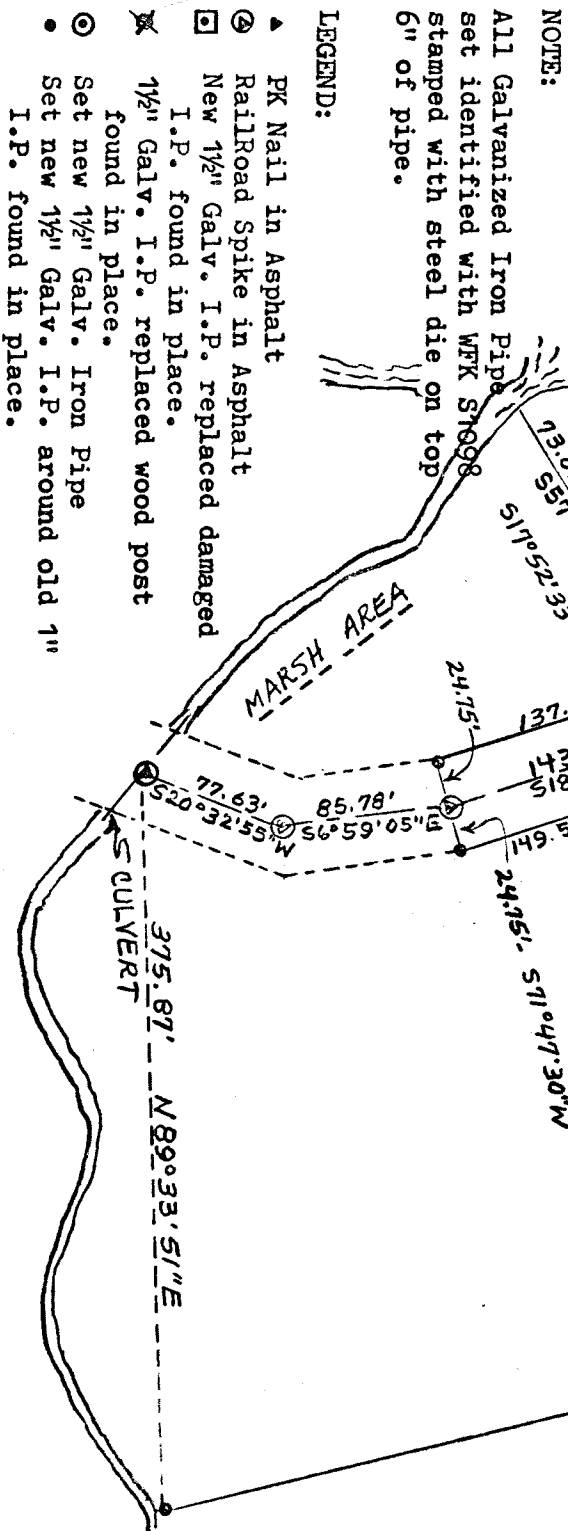 NOTE:
All Galvanized Iron Pipe
set identified with WFK S1098
stamped with steel die on top
6" of pipe.
LEGEND:
PK Nail in Asphalt
RailRoad Spike in Asphalt
New 1½" Galv. I.P. replaced damaged
I.P. found in place.
1½" Galv. I.P. replaced wood post
found in place.
Set new 1½" Galv. Iron Pipe
Set new 1½" Galv. I.P. around old 1"
I.P. found in place.
S17°52'33
MARSH AREA
24.75'
137.
149.5
24.75'- S71°47'30"W
85.78'
S6°59'05"E
77.63'
S20°32'55"W
CULVERT
375.87' N89°33'51"E